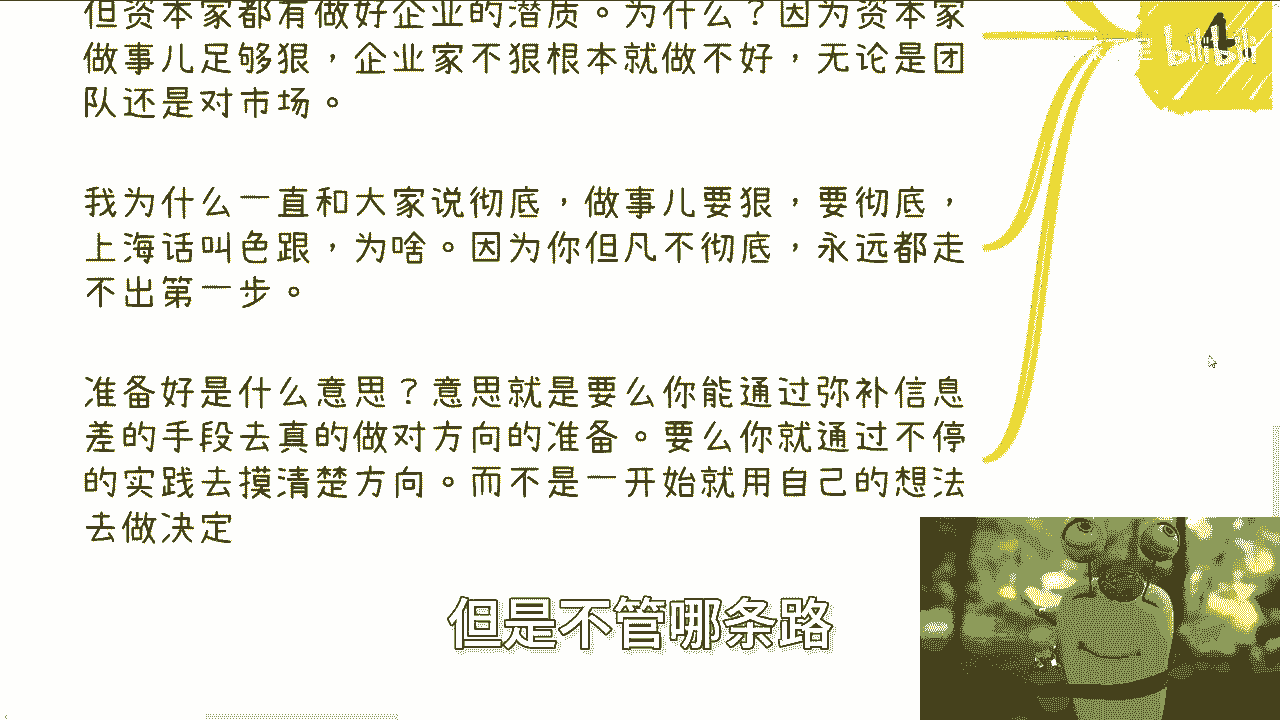 但资本家都有做好企业的潜质。为什么？因为资本家
做事儿足够狠，企业家不狠根本就做不好，无论是团
队还是对市场。
我为什么一直和大家说彻底，做事儿要狠，要彻底，
上海话叫色跟，为啥。因为你但凡不彻底，永远都走
不出第一步。
准备好是什么意思？意思就是要么你能通过弥补信息
差的手段去真的做对方向的准备。要么你就通过不停
的实践去摸清楚方向。而不是一开始就用自己的想法
去做决定
4
bilibili
但是不管哪条路